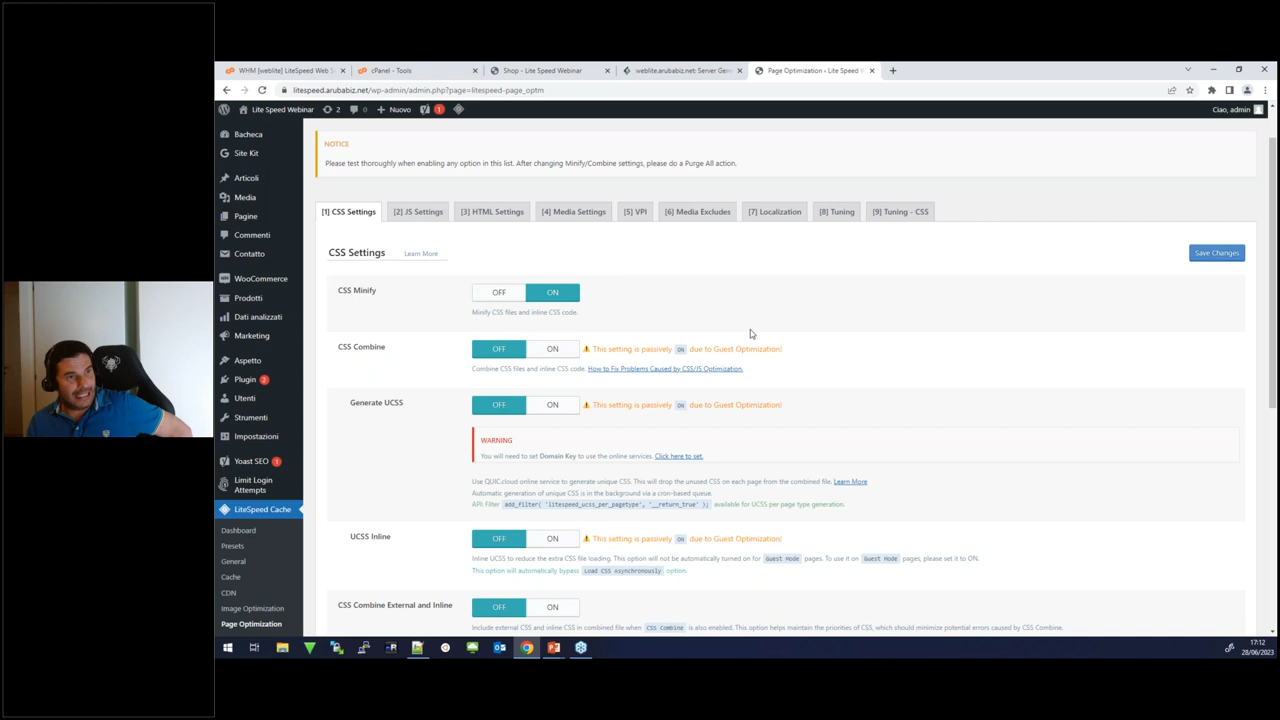 WHM [weblite] LiteSpeed Web S
cPanel - Tools
Shop - Lite Speed Webinar
weblite.arubabiz.net: Server Gene
Page Optimization ‹ Lite Speed W
litespeed.arubabiz.net/wp-admin/admin.php?page=litespeed-page_optm
Lite Speed Webinar
2
0
+ Nuovo
1
Ciao, admin
Bacheca
Site Kit
Articoli
Media
Pagine
Commenti
Contatto
WooCommerce
Prodotti
Dati analizzati
Marketing
Aspetto
Plugin 2
Utenti
Strumenti
Impostazioni
Yoast SEO 1
Limit Login
Attempts
LiteSpeed Cache
Dashboard
Presets
General
Cache
CDN
Image Optimization
Page Optimization
NOTICE
Please test thoroughly when enabling any option in this list. After changing Minify/Combine settings, please do a Purge All action.
[1] CSS Settings
[2] JS Settings
[3] HTML Settings
[4] Media Settings
[5] VPI
[6] Media Excludes
[7] Localization
[8] Tuning
[9] Tuning - CSS
CSS Settings
Learn More
Save Changes
CSS Minify
OFF
ON
Minify CSS files and inline CSS code.
CSS Combine
OFF
ON
This setting is passively ON due to Guest Optimization!
Combine CSS files and inline CSS code. How to Fix Problems Caused by CSS/JS Optimization.
Generate UCSS
OFF
ON
This setting is passively ON due to Guest Optimization!
WARNING
You will need to set Domain Key to use the online services. Click here to set.
Use QUIC.cloud online service to generate unique CSS. This will drop the unused CSS on each page from the combined file. Learn More
Automatic generation of unique CSS is in the background via a cron-based queue.
API: Filter add_filter( 'litespeed_ucss_per_pagetype', '__return_true' ); available for UCSS per page type generation.
UCSS Inline
OFF
ON
This setting is passively ON due to Guest Optimization!
Inline UCSS to reduce the extra CSS file loading. This option will not be automatically turned on for Guest Mode pages. To use it on Guest Mode pages, please set it to ON.
This option will automatically bypass Load CSS Asynchronously option.
CSS Combine External and Inline
OFF
ON
Include external CSS and inline CSS in combined file when CSS Combine is also enabled. This option helps maintain the priorities of CSS, which should minimize potential errors caused by CSS Combine.
17:12
28/06/2023